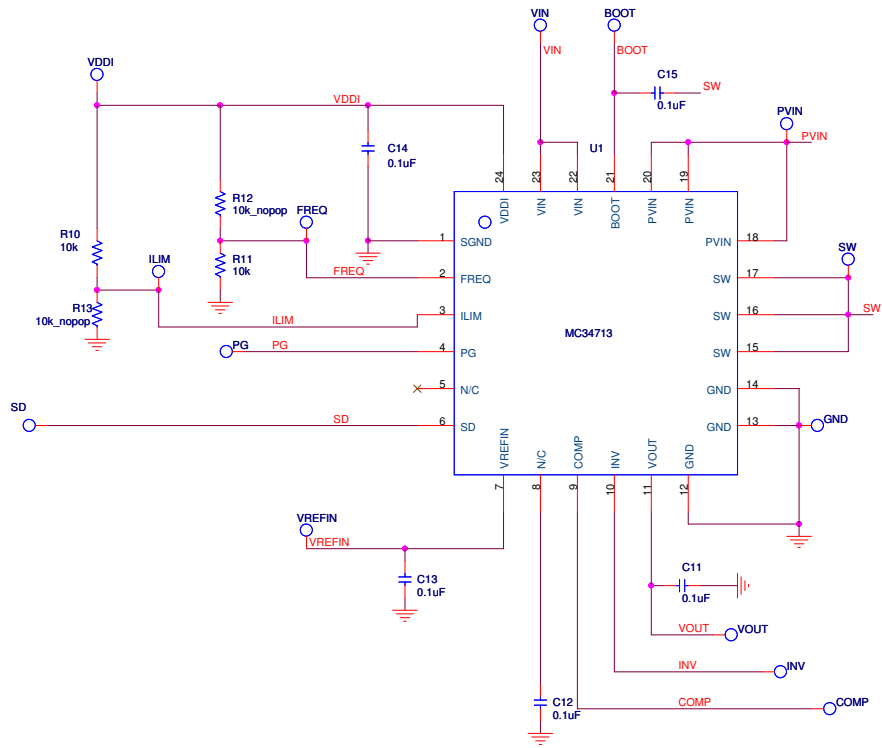 VIN
BOOT
VIN
BOOT
VDDI
C15
SW
0.1uF
PVIN
VDDI
PVIN
C14
0.1uF
U1
24
23
22
21
20
19
VDDI
VIN
VIN
BOOT
PVIN
PVIN
R12
10k_nopop
FREQ
R10
10k
1
SGND
PVIN
18
ILIM
R11
10k
SW
FREQ
2
FREQ
SW
17
R13
10k_nopop
ILIM
3
ILIM
SW
16
SW
MC34713
PG
PG
4
PG
SW
15
5
N/C
GND
14
SD
SD
6
SD
GND
13
GND
VREFIN
N/C
COMP
INV
VOUT
GND
7
8
9
10
11
12
VREFIN
VREFIN
C13
0.1uF
C11
0.1uF
VOUT
VOUT
INV
INV
C12
0.1uF
COMP
COMP